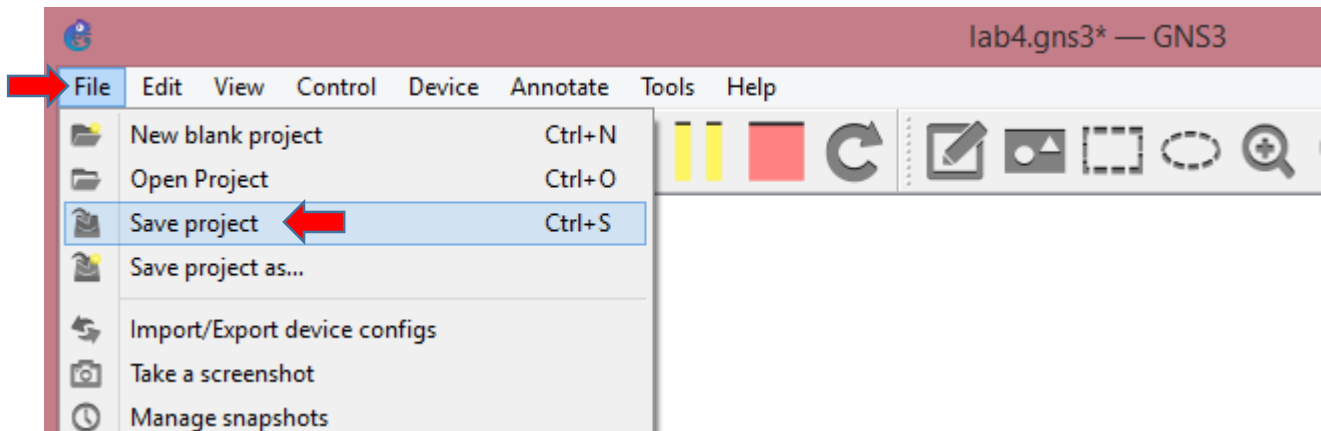 lab4.gns3* — GNS3
File Edit View Control Device Annotate Tools Help
New blank project Ctrl+N
Open Project Ctrl+O
Save project Ctrl+S
Save project as...
Import/Export device configs
Take a screenshot
Manage snapshots